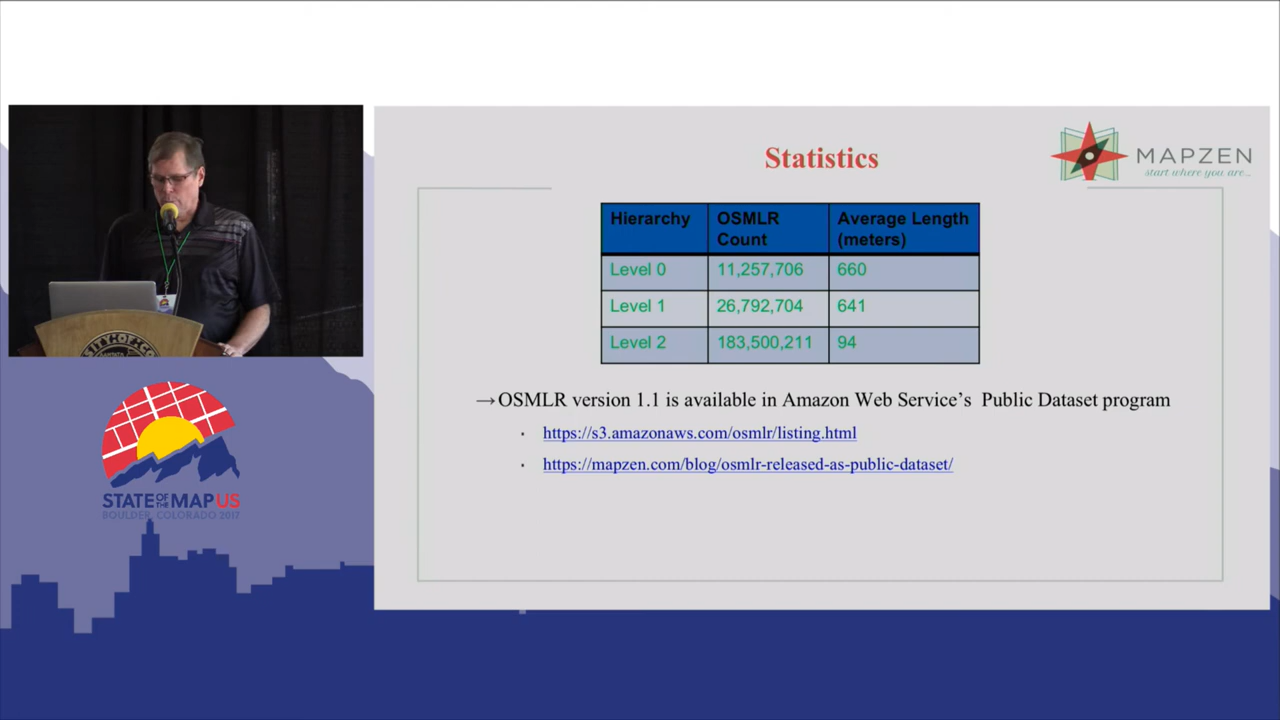 Statistics
MAPZEN
start where you are...
Hierarchy OSMLR Count Average Length (meters)
Level 0 11,257,706 660
Level 1 26,792,704 641
Level 2 183,500,211 94
→OSMLR version 1.1 is available in Amazon Web Service's Public Dataset program
· https://s3.amazonaws.com/osmlr/listing.html
· https://mapzen.com/blog/osmlr-released-as-public-dataset/
STATE OF THE MAP US
BOULDER, COLORADO 2017